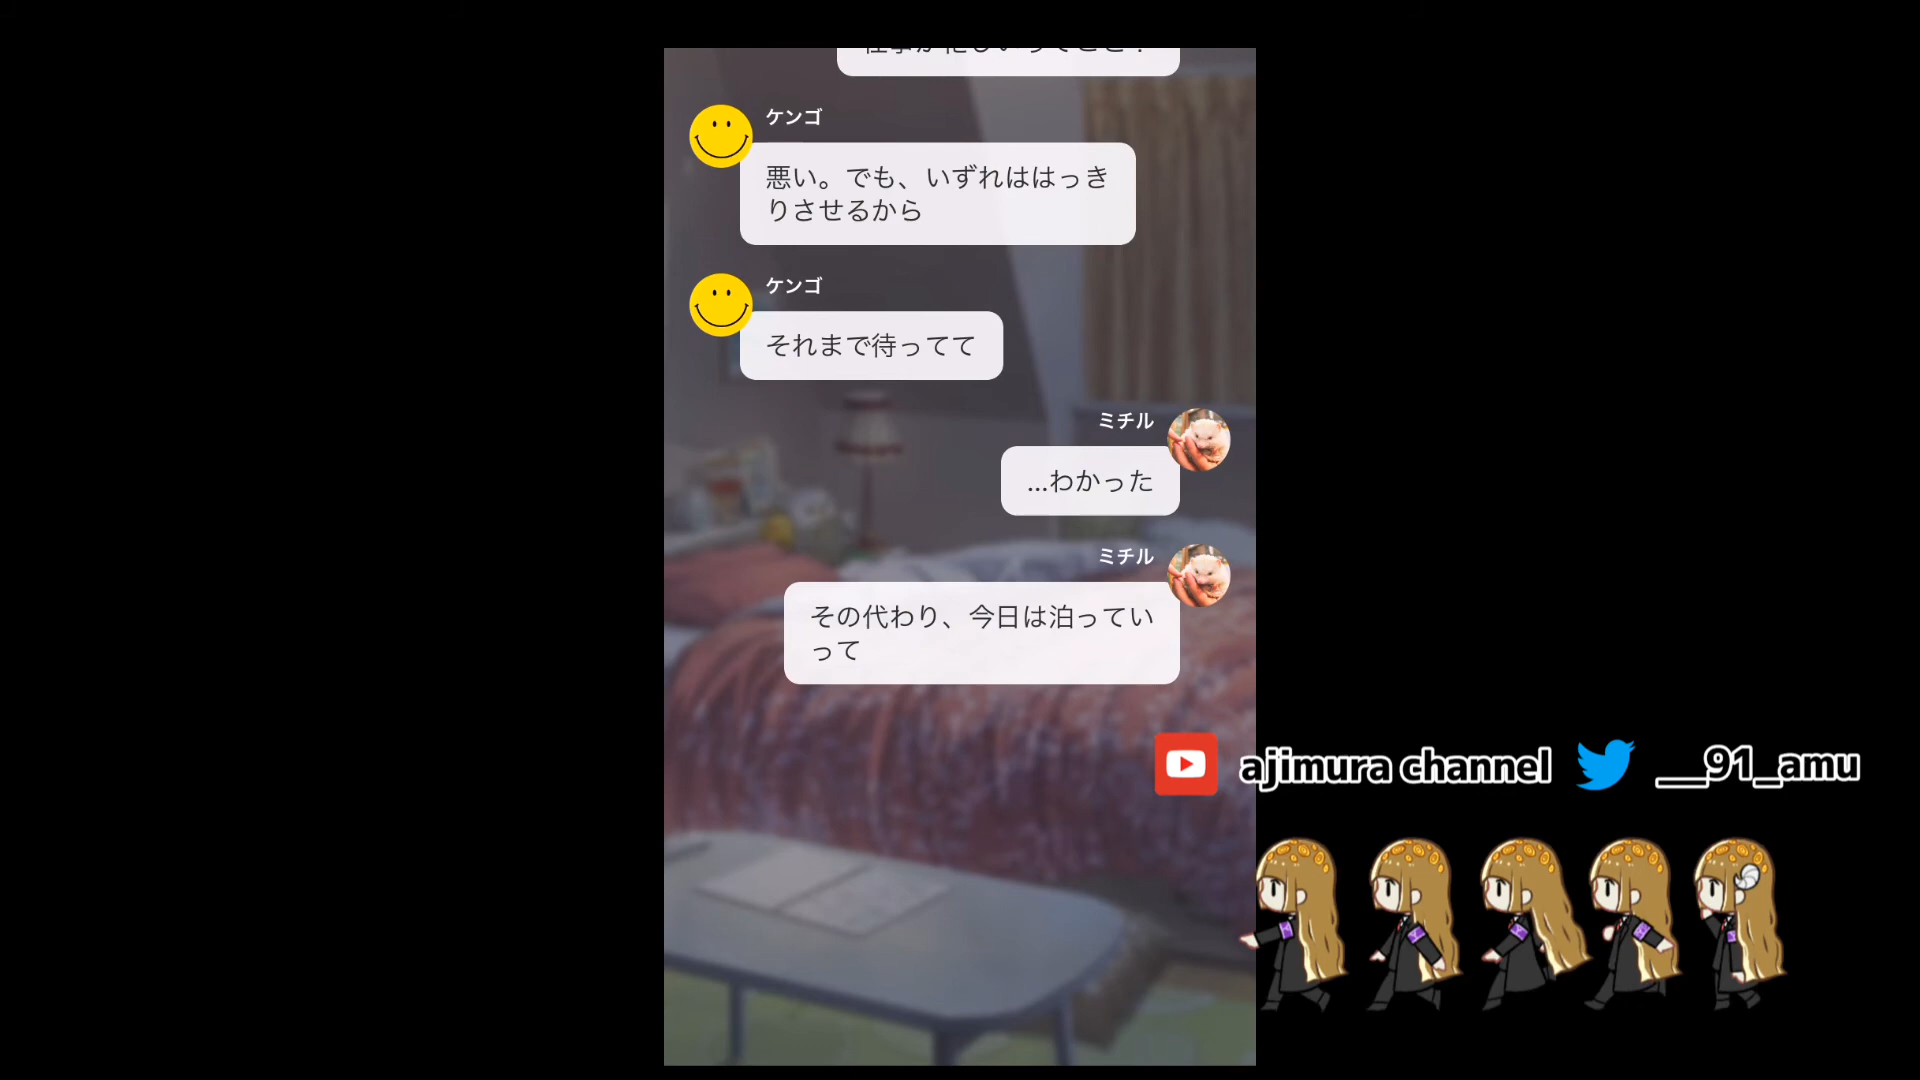 ケンゴ
悪い。でも、いずれははっき
りさせるから
ケンゴ
それまで待ってて
ミチル
...わかった
ミチル
その代わり、今日は泊ってい
って
ajimura channel
__91_amu